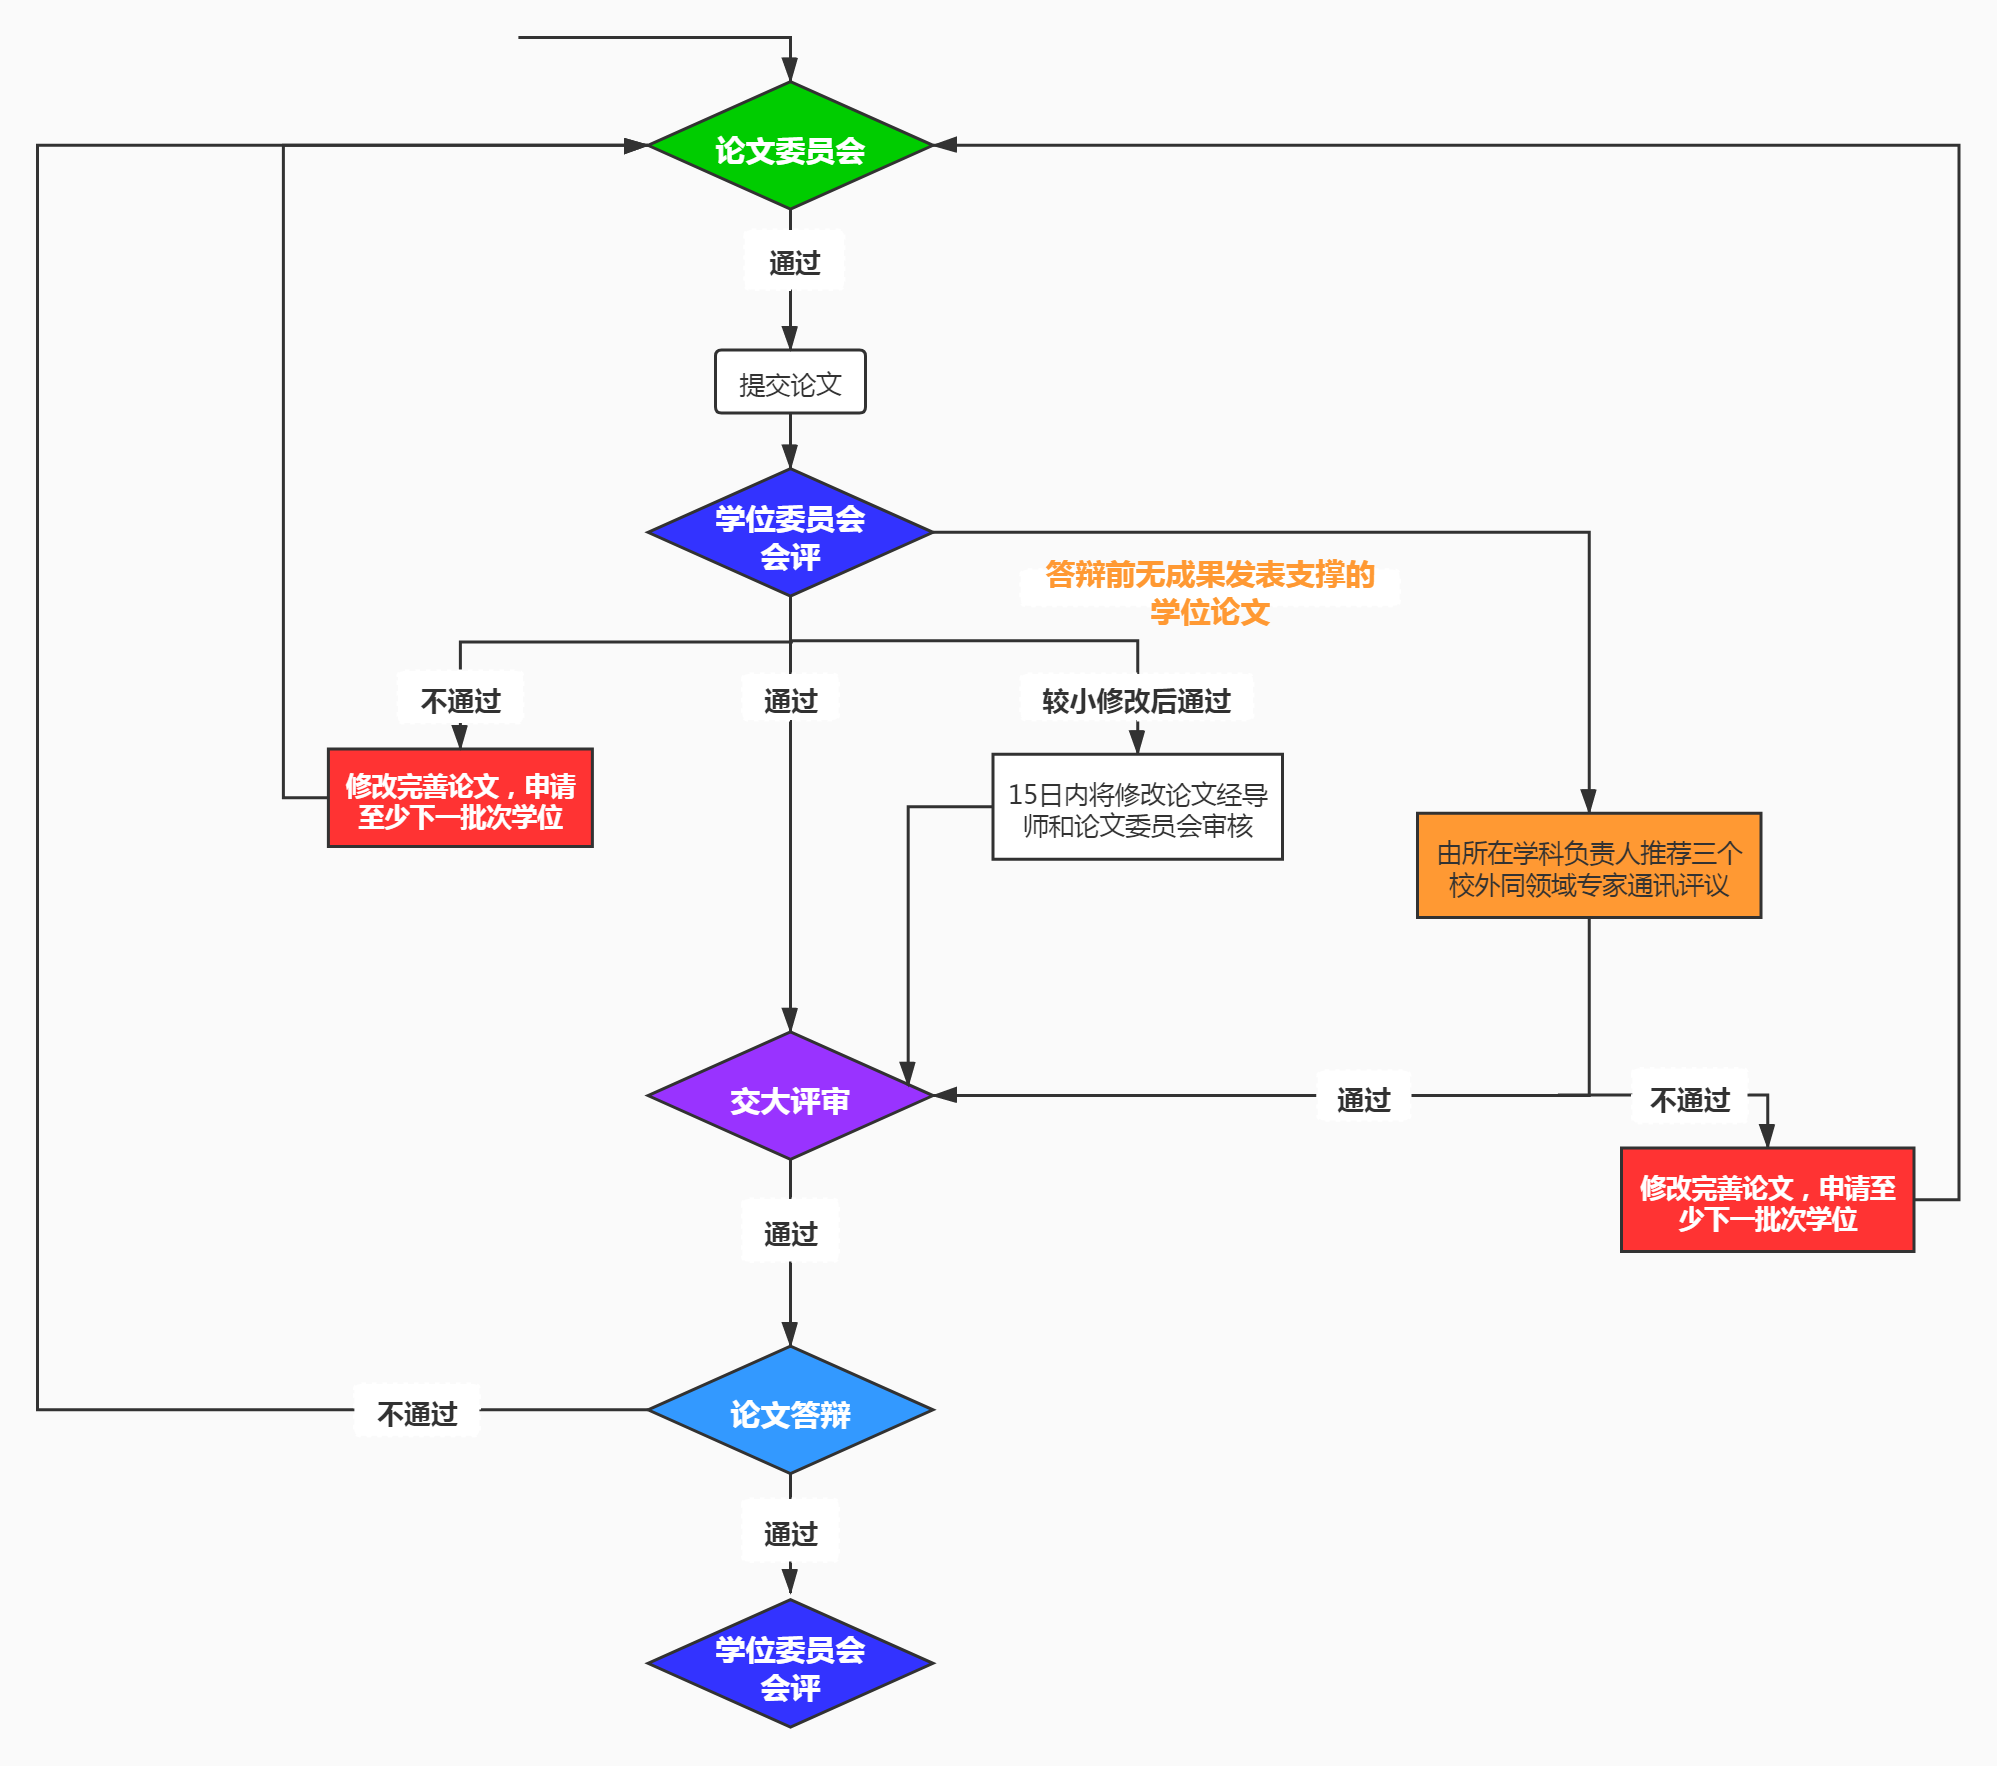 论文委员会
通过
提交论文
学位委员会
会评
答辩前无成果发表支撑的
学位论文
不通过
通过
较小修改后通过
修改完善论文，申请
至少下一批次学位
15日内将修改论文经导
师和论文委员会审核
由所在学科负责人推荐三个
校外同领域专家通讯评议
交大评审
通过
不通过
修改完善论文，申请至
少下一批次学位
通过
论文答辩
不通过
通过
学位委员会
会评